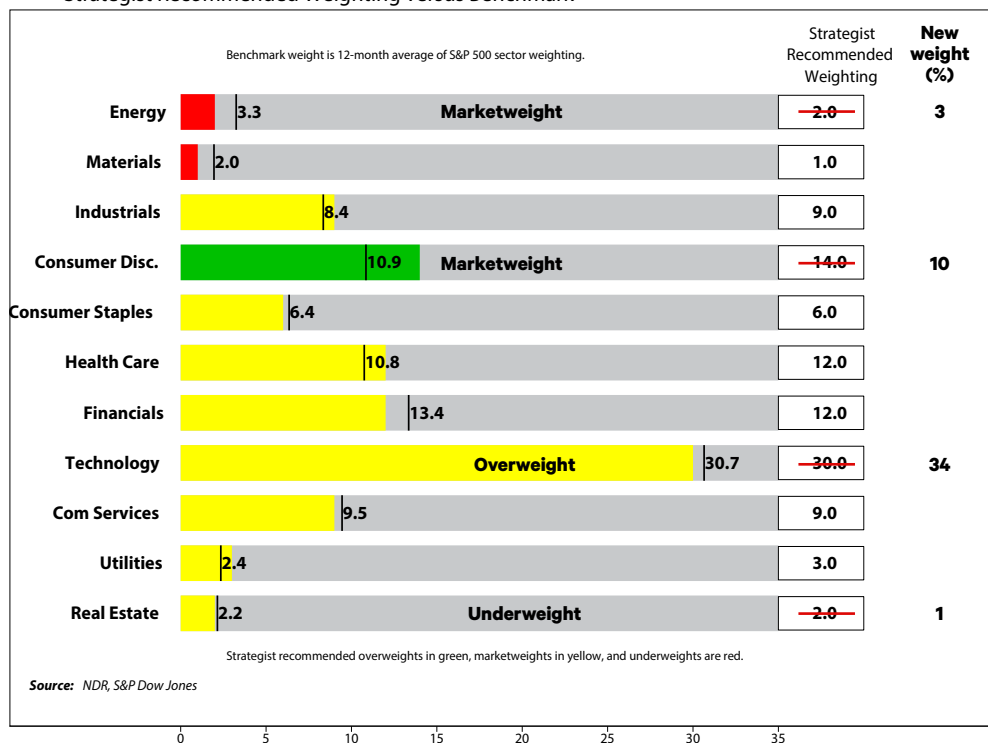 Strategist Recommended Weighting Versus Benchmark
Benchmark weight is 12-month average of S&P 500 sector weighting.
Strategist
Recommended
Weighting
New
weight
(%)
Energy 3.3 Marketweight 2.0 3
Materials 2.0 1.0
Industrials 8.4 9.0
Consumer Disc. 10.9 Marketweight 14.0 10
Consumer Staples 6.4 6.0
Health Care 10.8 12.0
Financials 13.4 12.0
Technology Overweight 30.7 30.0 34
Com Services 9.5 9.0
Utilities 2.4 3.0
Real Estate 2.2 Underweight 2.0 1
Strategist recommended overweights in green, marketweights in yellow, and underweights are red.
Source: NDR, S&P Dow Jones
0 5 10 15 20 25 30 35